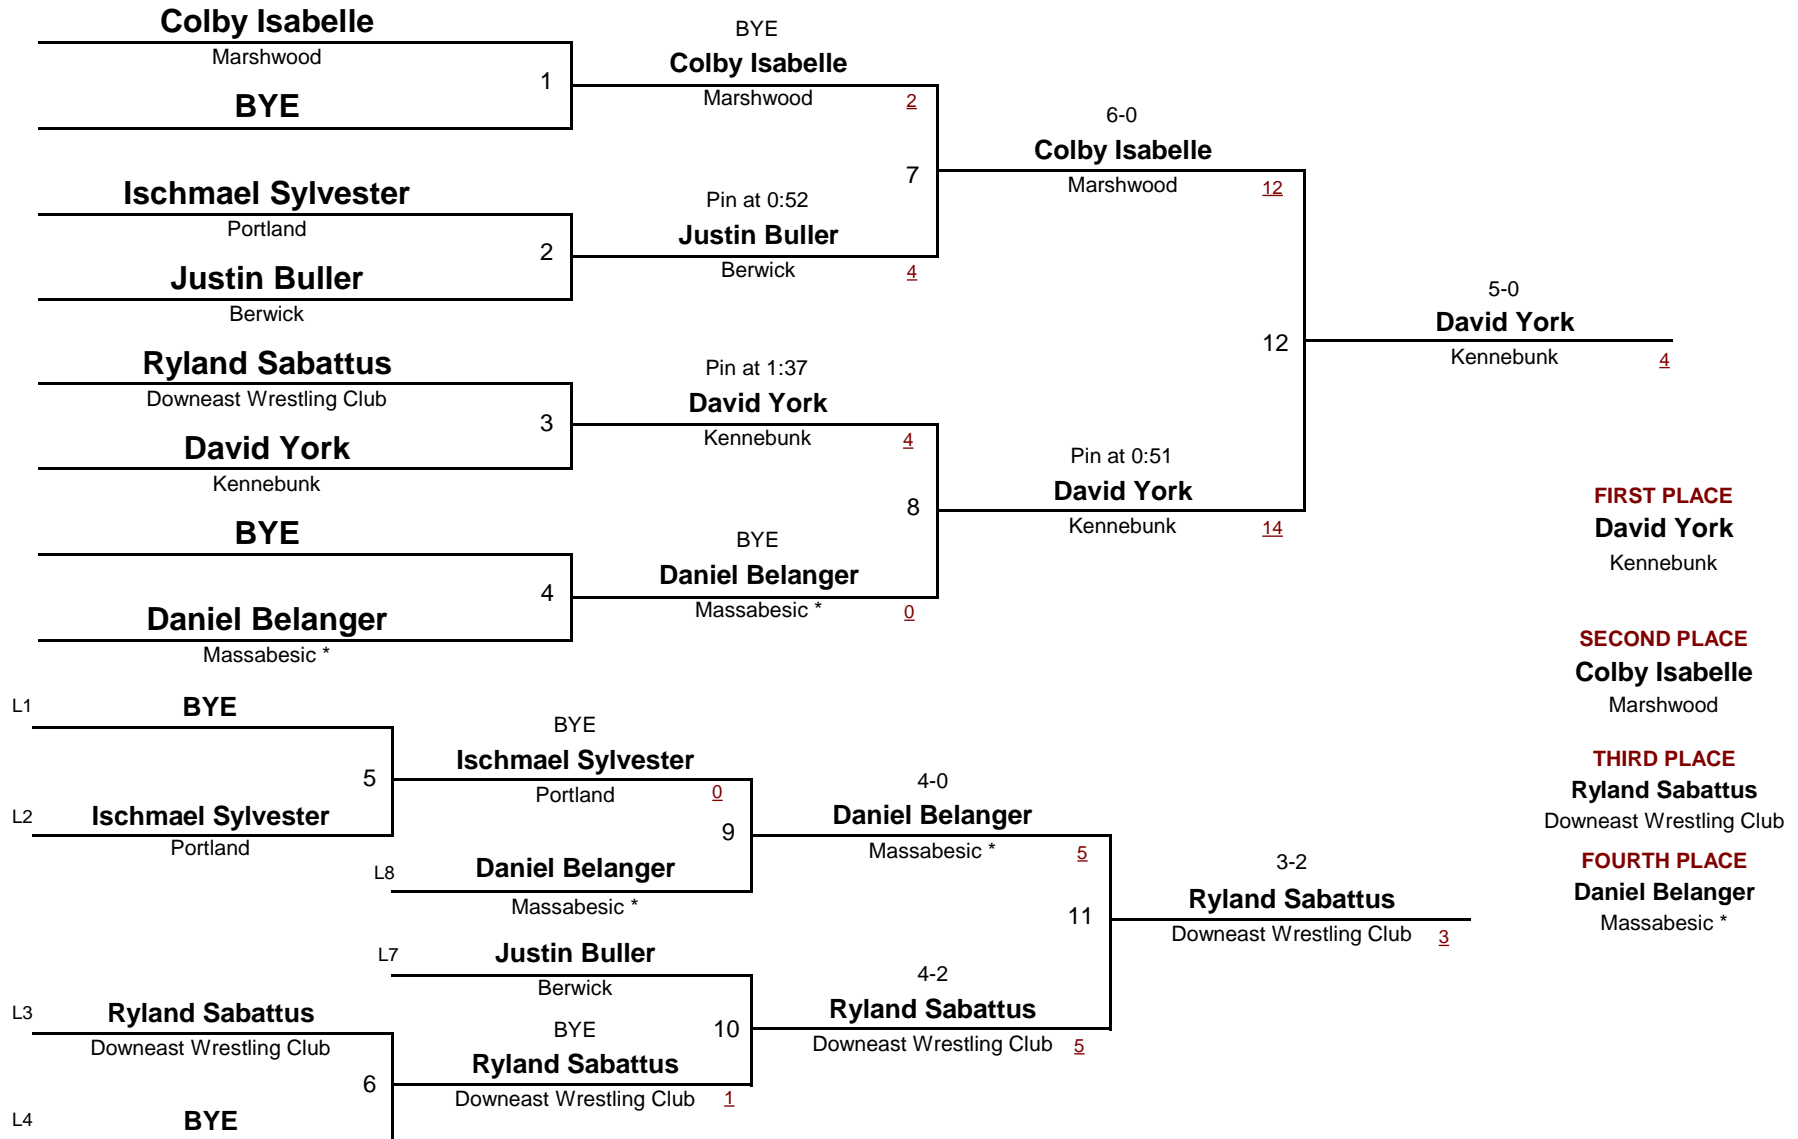 Colby Isabelle
Marshwood
1
BYE
BYE
Colby Isabelle
Marshwood 2
Ischmael Sylvester
Portland
2
Justin Buller
Berwick
Pin at 0:52
Justin Buller
Berwick 4
7
6-0
Colby Isabelle
Marshwood 12
Ryland Sabattus
Downeast Wrestling Club
3
David York
Kennebunk
Pin at 1:37
David York
Kennebunk 4
BYE
4
Daniel Belanger
Massabesic *
BYE
Daniel Belanger
Massabesic * 0
8
Pin at 0:51
David York
Kennebunk 14
12
5-0
David York
Kennebunk 4
FIRST PLACE
David York
Kennebunk
SECOND PLACE
Colby Isabelle
Marshwood
THIRD PLACE
Ryland Sabattus
Downeast Wrestling Club
FOURTH PLACE
Daniel Belanger
Massabesic *
L1 BYE
5
L2 Ischmael Sylvester
Portland
BYE
Ischmael Sylvester
Portland 0
9
L8 Daniel Belanger
Massabesic *
4-0
Daniel Belanger
Massabesic * 5
L7 Justin Buller
Berwick
10
L3 Ryland Sabattus
Downeast Wrestling Club
6
L4 BYE
BYE
Ryland Sabattus
Downeast Wrestling Club 1
4-2
Ryland Sabattus
Downeast Wrestling Club 5
11
3-2
Ryland Sabattus
Downeast Wrestling Club 3